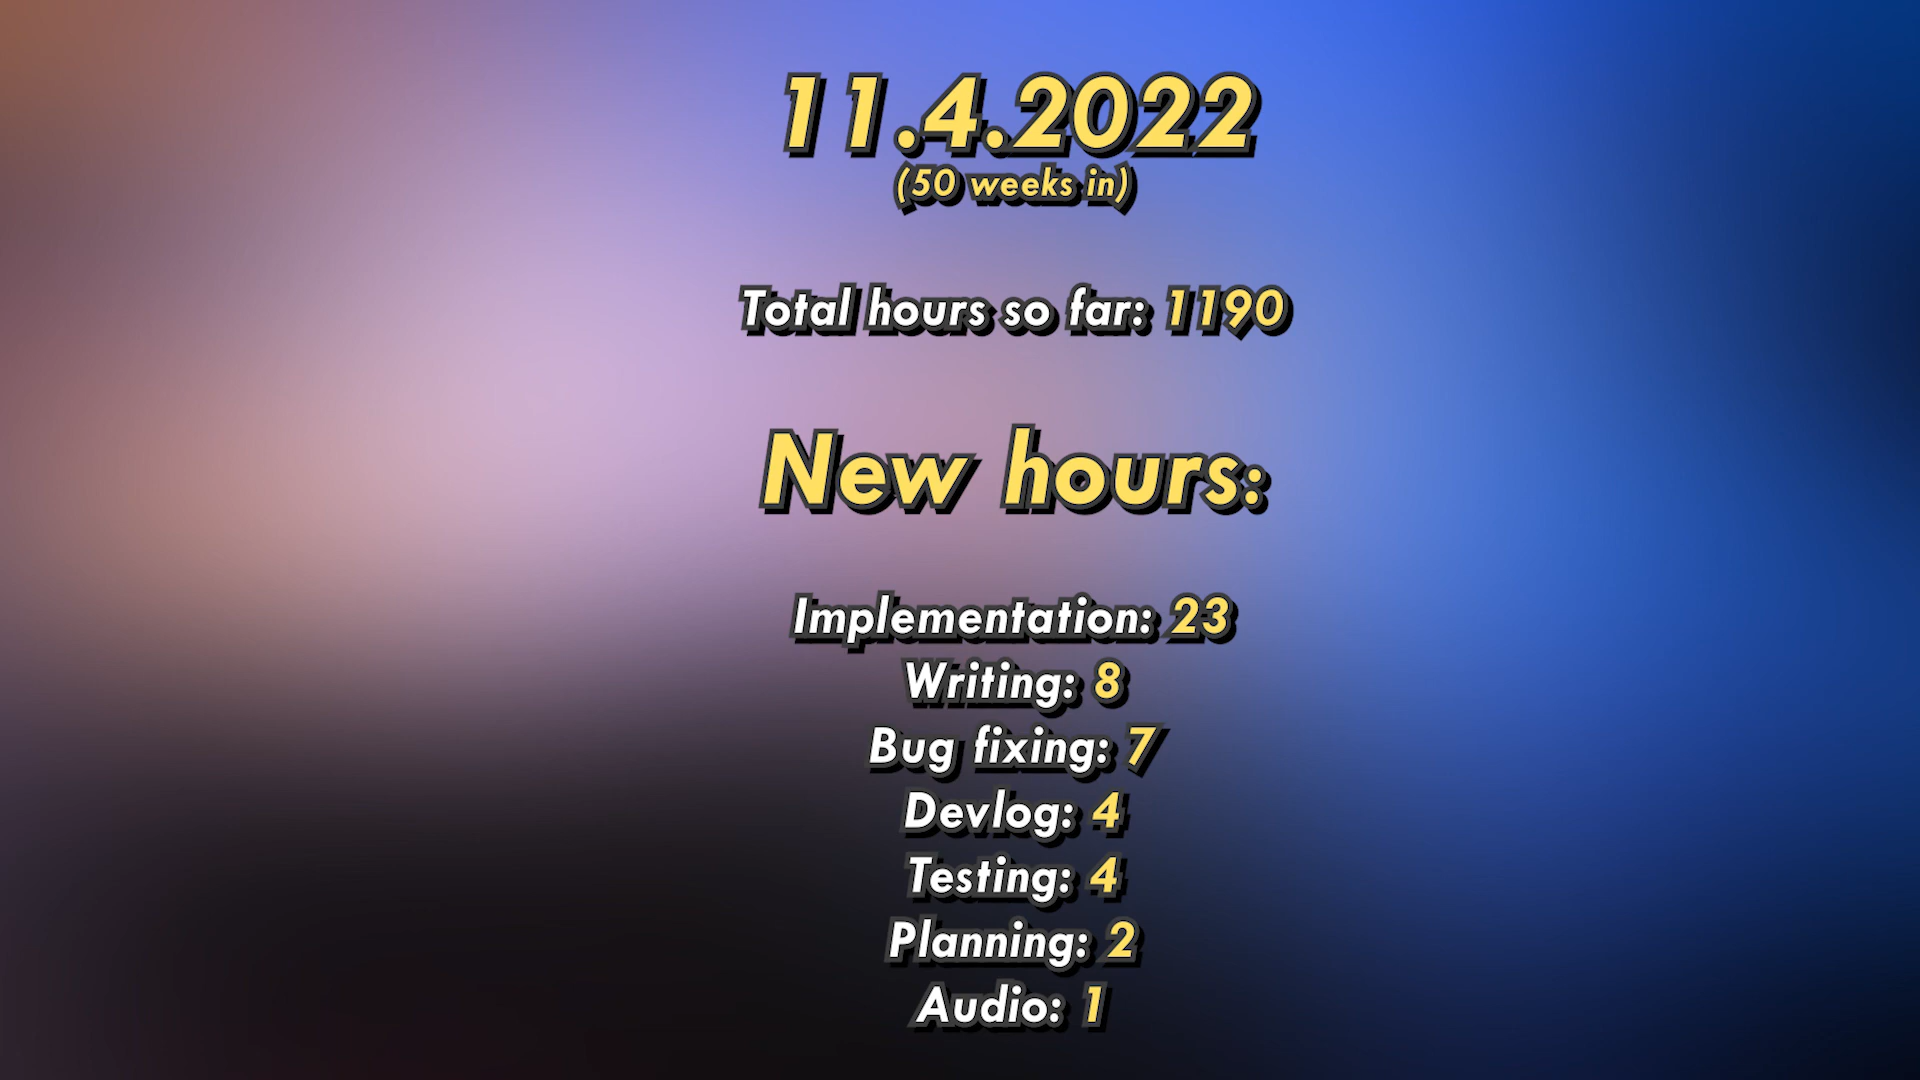 11.4.2022
(50 weeks in)
Total hours so far: 1190
New hours:
Implementation: 23
Writing: 8
Bug fixing: 7
Devlog: 4
Testing: 4
Planning: 2
Audio: 1